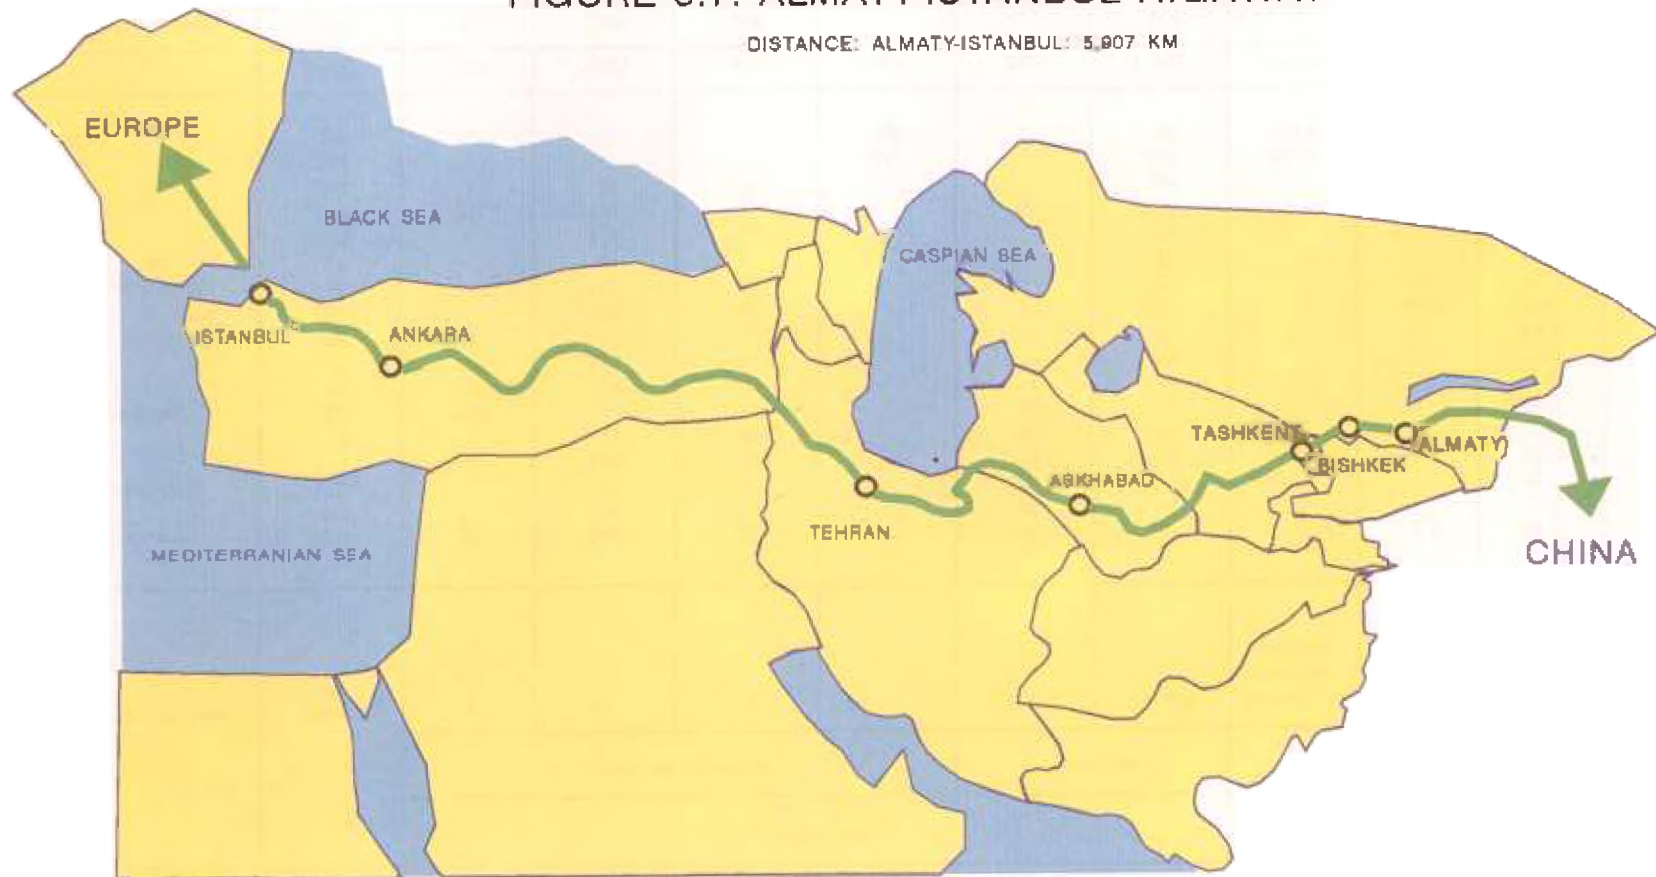 DISTANCE: ALMATY-ISTANBUL: 5,907 KM
EUROPE
BLACK SEA
CASPIAN SEA
ISTANBUL
ANKARA
TASHKENT
ALMATY
BISHKEK
ASKHABAD
TEHRAN
MEDITERRANIAN SEA
CHINA